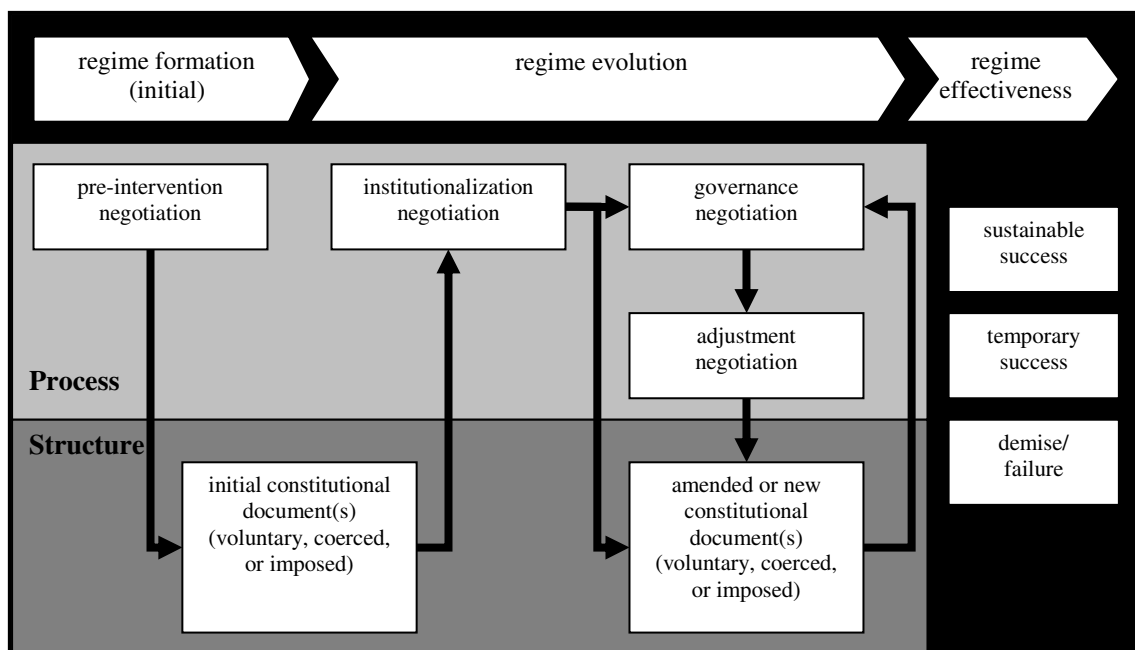 regime formation
(initial)
regime evolution
regime
effectiveness
pre-intervention
negotiation
institutionalization
negotiation
governance
negotiation
sustainable
success
adjustment
negotiation
temporary
success
Process
Structure
demise/
failure
initial constitutional
document(s)
(voluntary, coerced,
or imposed)
amended or new
constitutional
document(s)
(voluntary, coerced,
or imposed)